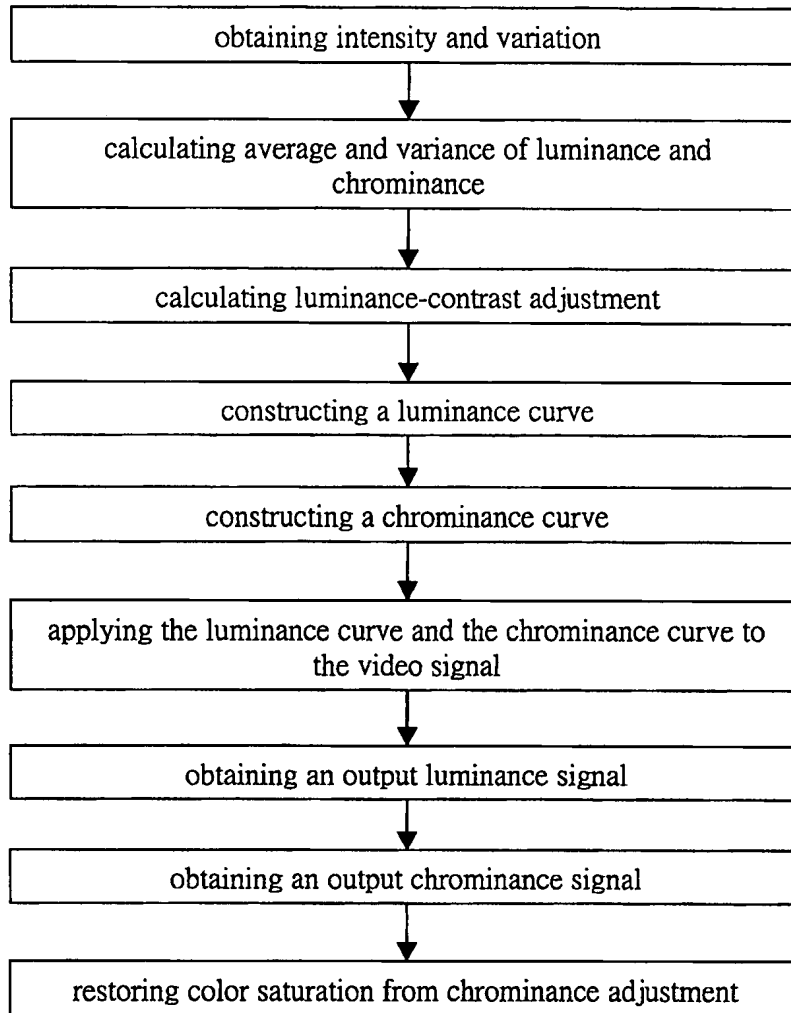 obtaining intensity and variation
calculating average and variance of luminance and
chrominance
calculating luminance-contrast adjustment
constructing a luminance curve
constructing a chrominance curve
applying the luminance curve and the chrominance curve to
the video signal
obtaining an output luminance signal
obtaining an output chrominance signal
restoring color saturation from chrominance adjustment